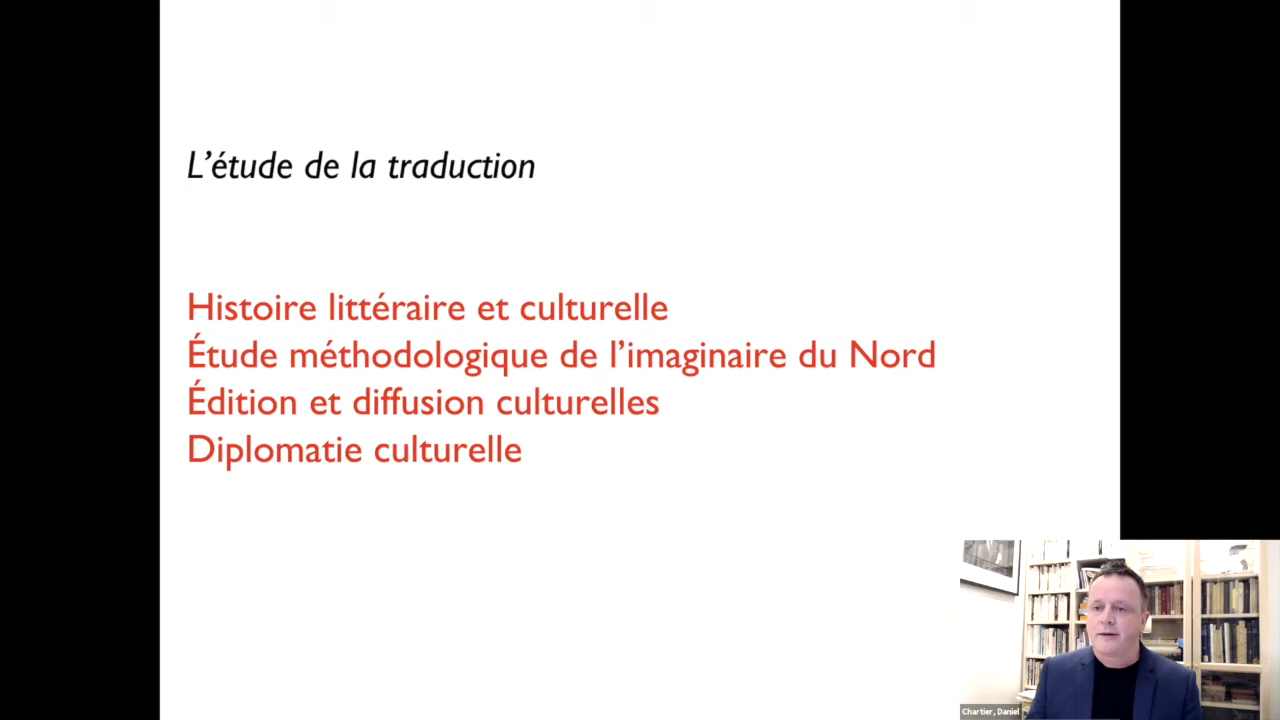 L’étude de la traduction
Histoire littéraire et culturelle
Étude méthodologique de l’imaginaire du Nord
Édition et diffusion culturelles
Diplomatie culturelle
Chartier, Daniel